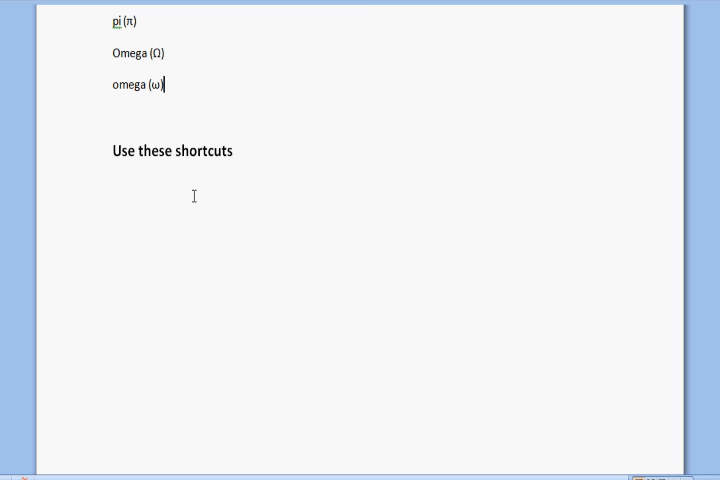 pi (π)
Omega (Ω)
omega (ω)
Use these shortcuts